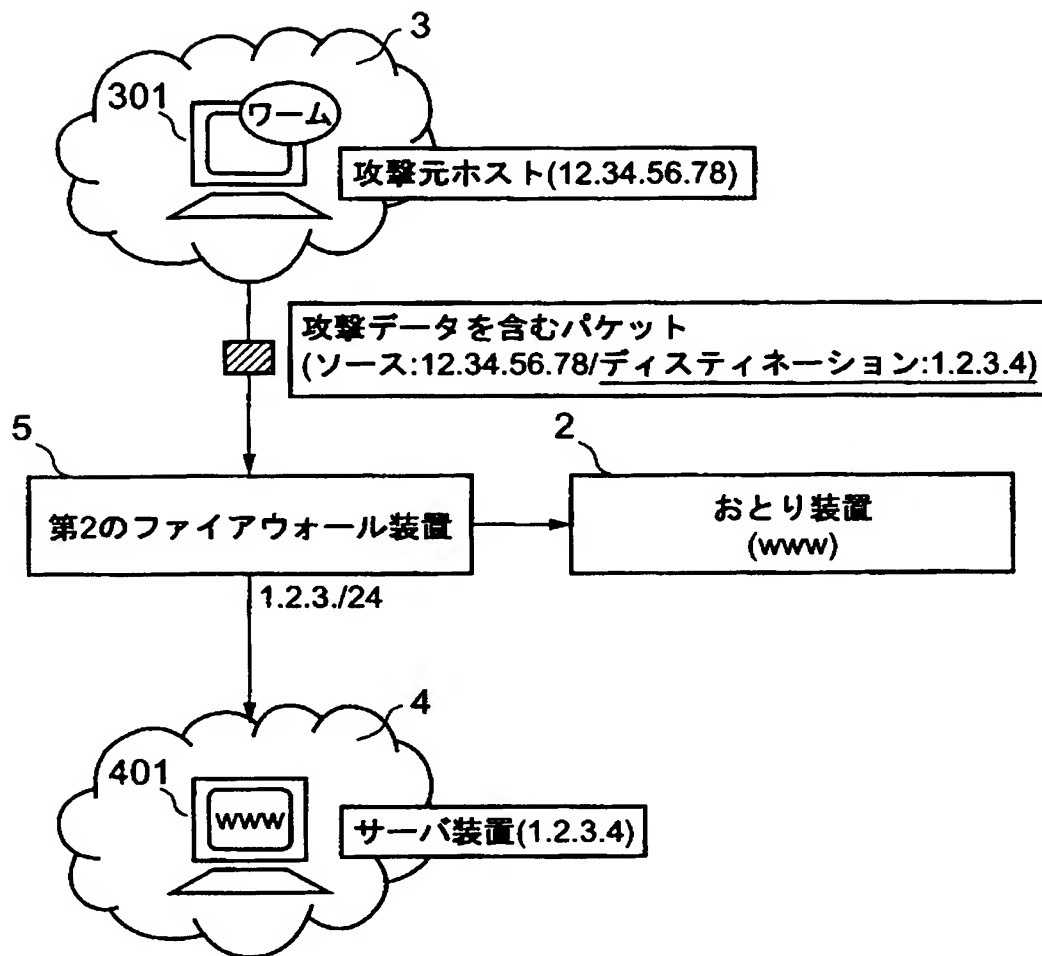 3
301
ワーム
攻撃元ホスト(12.34.56.78)
攻撃データを含むパケット
(ソース:12.34.56.78/ディスティネーション:1.2.3.4)
5
2
第2のファイアウォール装置
おとり装置
(www)
1.2.3./24
4
401
www
サーバ装置(1.2.3.4)